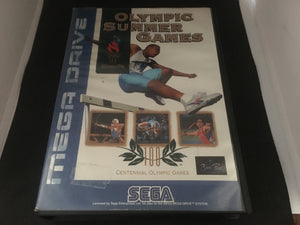 OLYMPIC
SUMMER
GAMES
MEGA DRIVE
100
CENTENNIAL OLYMPIC GAMES
SEGA